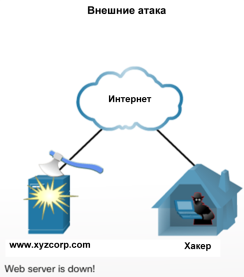 Внешние атака
Интернет
www.xyzcorp.com
Хакер
Web server is down!